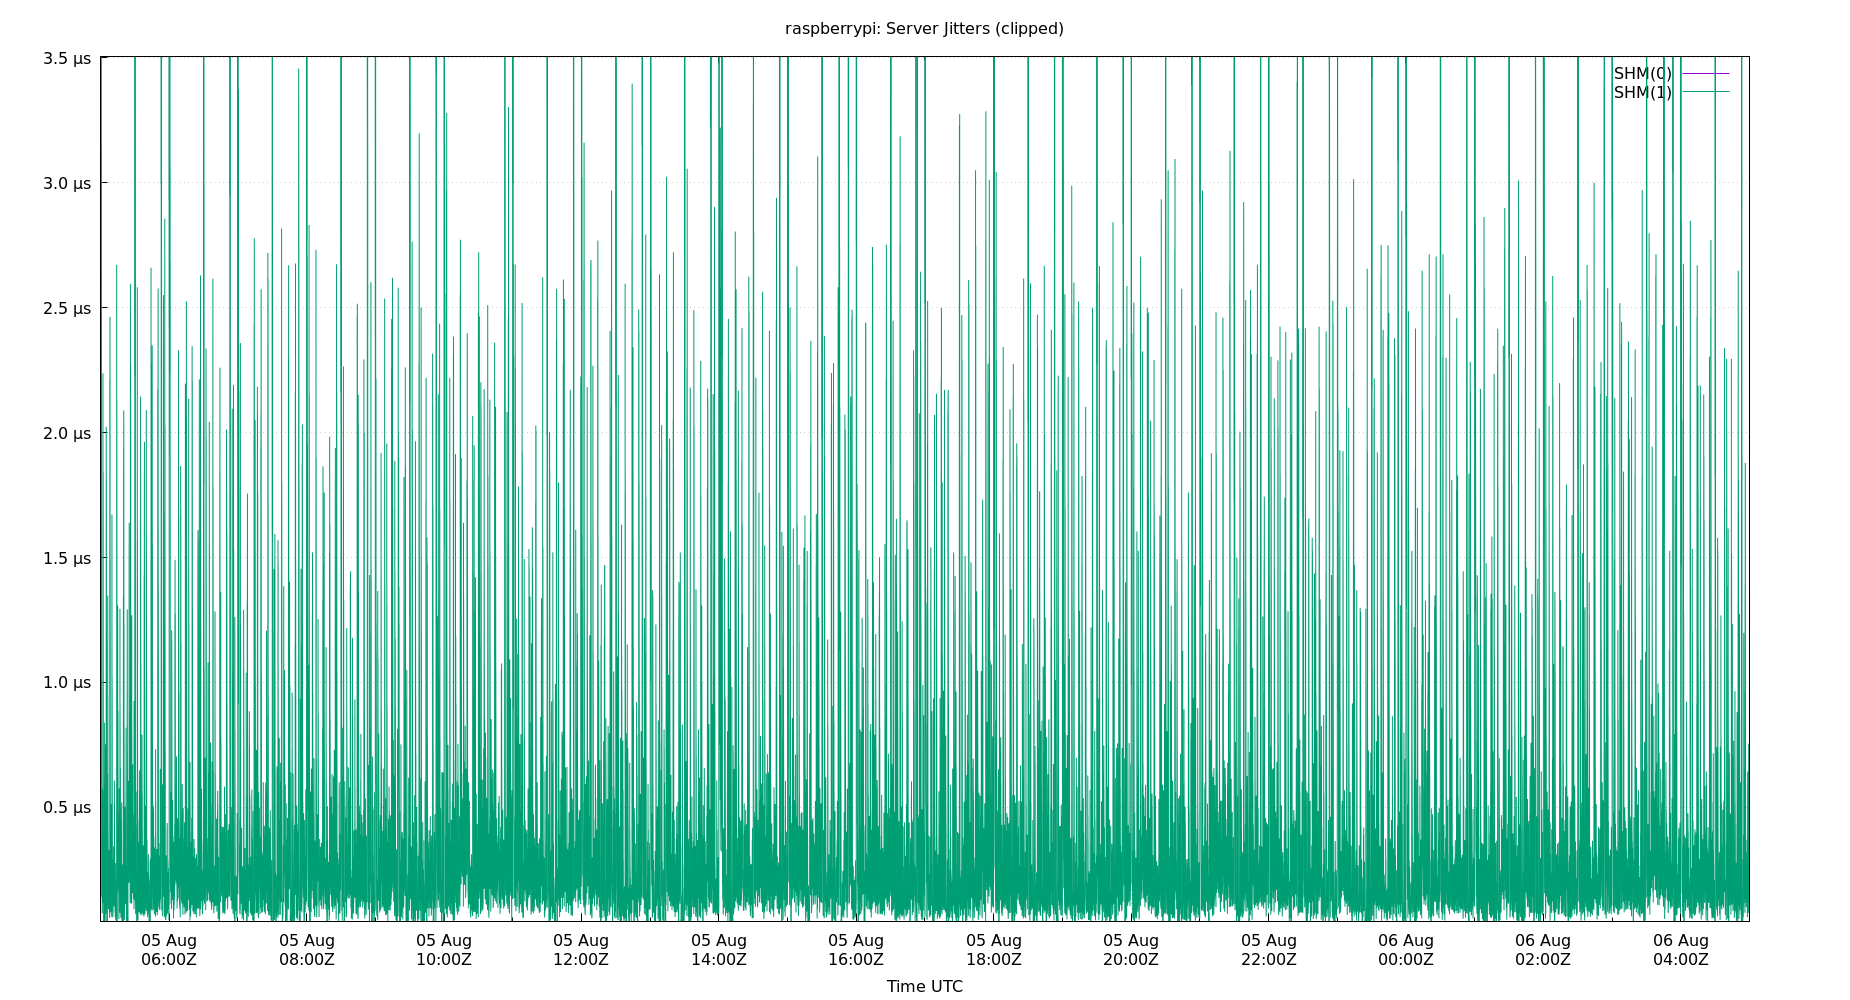 raspberrypi: Server Jitters (clipped)
3.5 μs
3.0 μs
2.5 μs
2.0 μs
1.5 μs
1.0 μs
0.5 μs
SHM(0)
SHM(1)
05 Aug 05 Aug 05 Aug 05 Aug 05 Aug 05 Aug 05 Aug 05 Aug 05 Aug 06 Aug 06 Aug 06 Aug
06:00Z 08:00Z 10:00Z 12:00Z 14:00Z 16:00Z 18:00Z 20:00Z 22:00Z 00:00Z 02:00Z 04:00Z
Time UTC